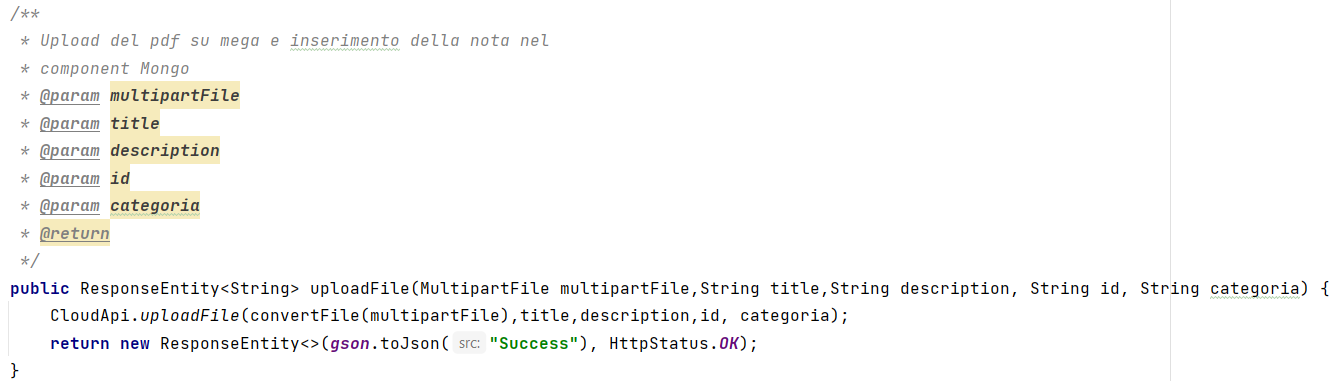 /**
 * Upload del pdf su mega e inserimento della nota nel
 * component Mongo
 * @param multipartFile
 * @param title
 * @param description
 * @param id
 * @param categoria
 * @return
 */
public ResponseEntity<String> uploadFile(MultipartFile multipartFile,String title,String description, String id, String categoria) {
    CloudApi.uploadFile(convertFile(multipartFile),title,description,id, categoria);
    return new ResponseEntity<>(gson.toJson( src: "Success"), HttpStatus.OK);
}